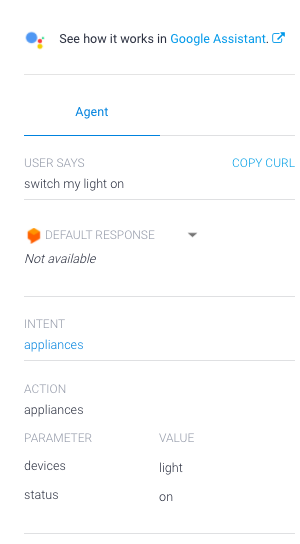 See how it works in Google Assistant.
Agent
USER SAYS COPY CURL
switch my light on
DEFAULT RESPONSE
Not available
INTENT
appliances
ACTION
appliances
PARAMETER VALUE
devices light
status on